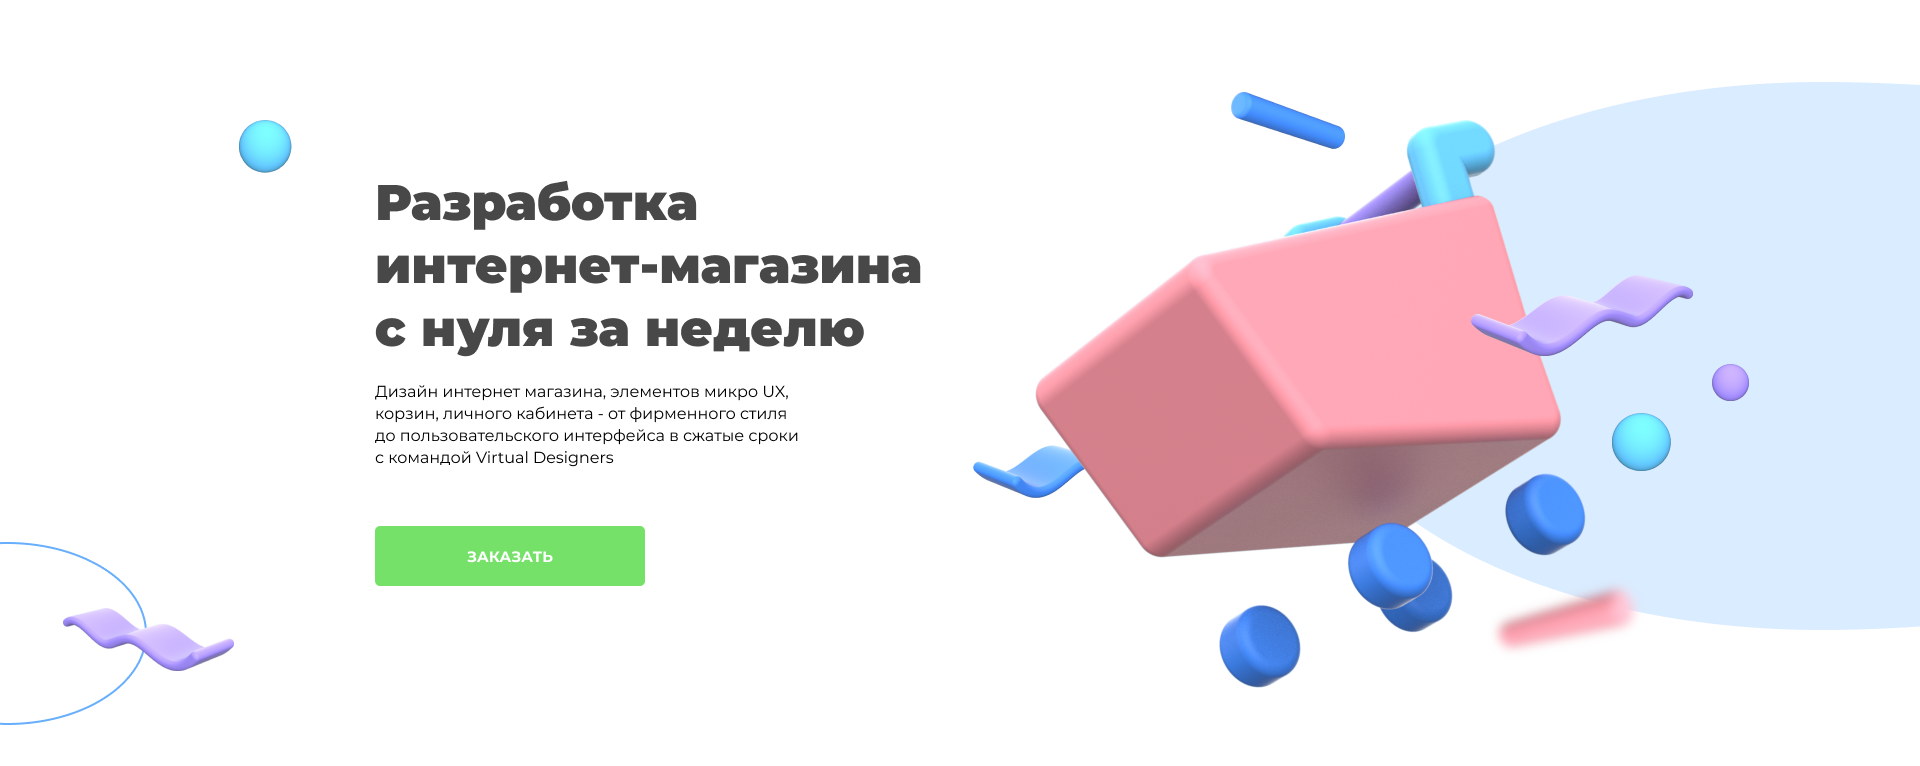 Разработка
интернет-магазина
с нуля за неделю
Дизайн интернет магазина, элементов микро UX,
корзин, личного кабинета - от фирменного стиля
до пользовательского интерфейса в сжатые сроки
с командой Virtual Designers
ЗАКАЗАТЬ